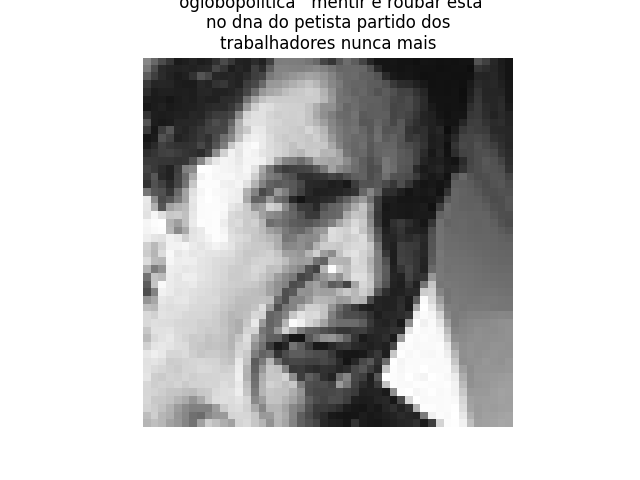 oglobopolitica "mentir e roubar esta
no dna do petista partido dos
trabalhadores nunca mais